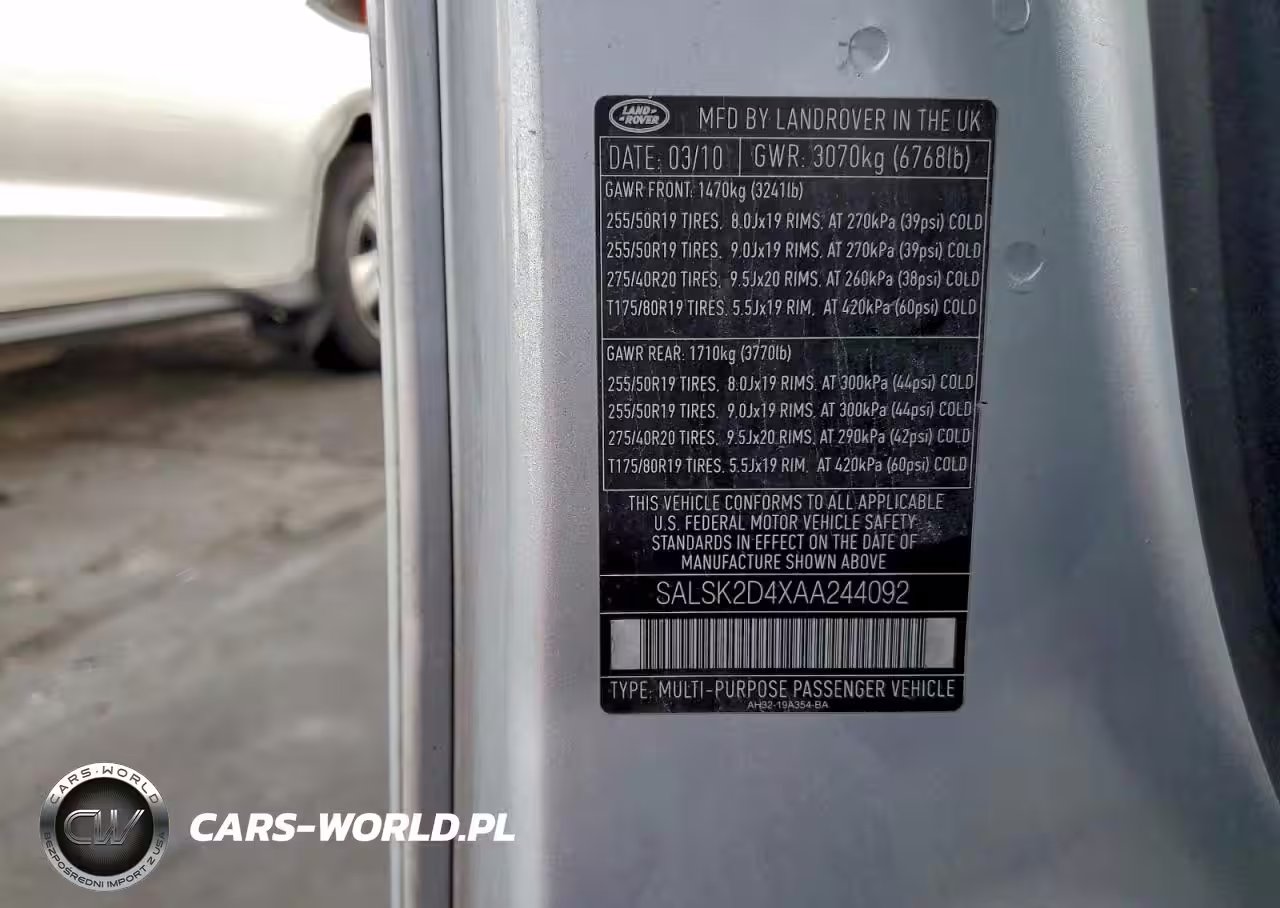 LAND-
-ROVER
MFD BY LANDROVER IN THE UK
DATE: 03/10 GWR: 3070kg (6768lb)
GAWR FRONT: 1470kg (3241lb)
255/50R19 TIRES, 8.0Jx19 RIMS, AT 270kPa (39psi) COLD
255/50R19 TIRES, 9.0Jx19 RIMS, AT 270kPa (39psi) COLD
275/40R20 TIRES, 9.5Jx20 RIMS, AT 260kPa (38psi) COLD
T175/80R19 TIRES, 5.5Jx19 RIM, AT 420kPa (60psi) COLD
GAWR REAR: 1710kg (3770lb)
255/50R19 TIRES, 8.0Jx19 RIMS, AT 300kPa (44psi) COLD
255/50R19 TIRES, 9.0Jx19 RIMS, AT 300kPa (44psi) COLD
275/40R20 TIRES, 9.5Jx20 RIMS, AT 290kPa (42psi) COLD
T175/80R19 TIRES, 5.5Jx19 RIM, AT 420kPa (60psi) COLD
THIS VEHICLE CONFORMS TO ALL APPLICABLE
U.S. FEDERAL MOTOR VEHICLE SAFETY
STANDARDS IN EFFECT ON THE DATE OF
MANUFACTURE SHOWN ABOVE
SALSK2D4XAA244092
TYPE: MULTI-PURPOSE PASSENGER VEHICLE
AH32-19A354-BA
CARS-WORLD
CW
BEZPOŚREDNI IMPORT Z USA
CARS-WORLD.PL